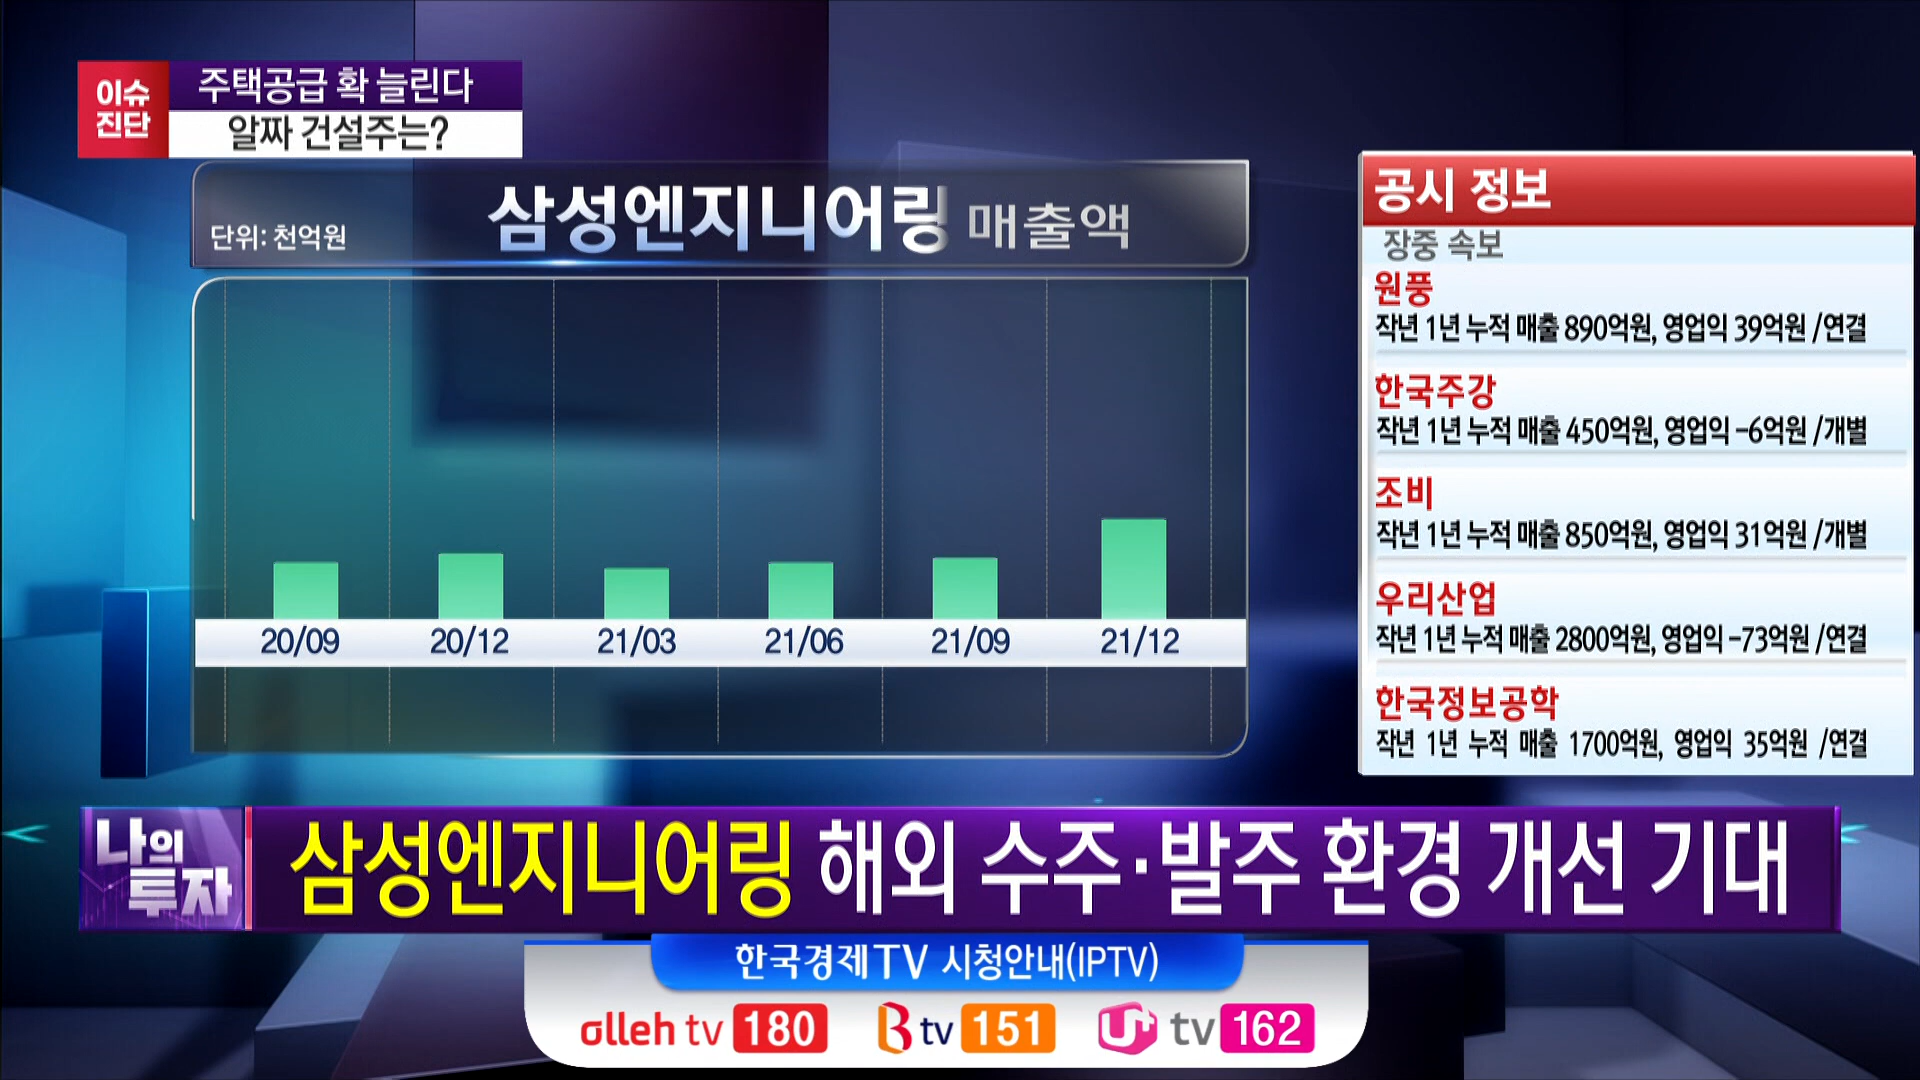 이슈
진단
주택공급 확 늘린다
알짜 건설주는?
단위: 천억원
삼성엔지니어링 매출액
20/09 20/12 21/03 21/06 21/09 21/12
공시 정보
장중 속보
원풍
작년 1년 누적 매출 890억원, 영업익 39억원 /연결
한국주강
작년 1년 누적 매출 450억원, 영업익 -6억원 /개별
조비
작년 1년 누적 매출 850억원, 영업익 31억원 /개별
우리산업
작년 1년 누적 매출 2800억원, 영업익 -73억원 /연결
한국정보공학
작년 1년 누적 매출 1700억원, 영업익 35억원 /연결
나의
투자
삼성엔지니어링 해외 수주·발주 환경 개선 기대
한국경제TV 시청안내(IPTV)
olleh tv 180 B tv 151 U+ tv 162